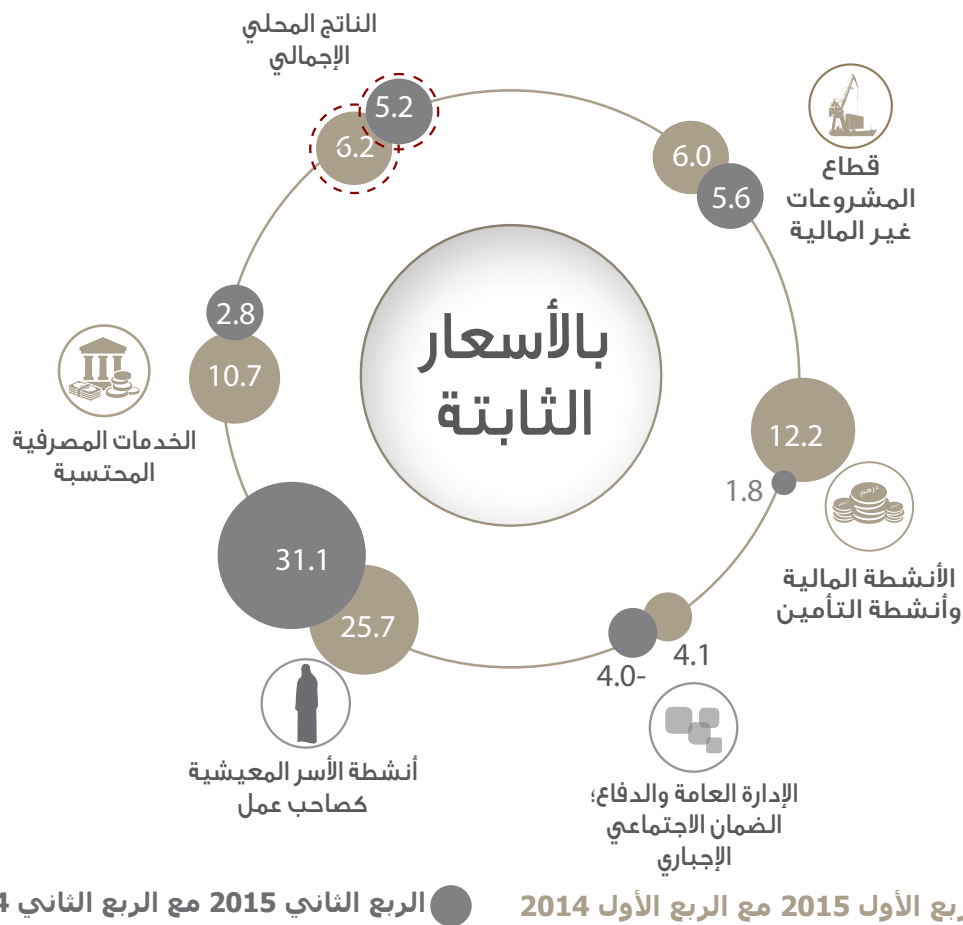 الناتج المحلي
الإجمالي
5.2
6.2
6.0
5.6
قطاع
المشروعات
غير المالية
بالأسعار
الثابتة
2.8
10.7
الخدمات المصرفية
المحتسبة
12.2
1.8
الأنشطة المالية
وأنشطة التأمين
31.1
25.7
أنشطة الأسر المعيشية
كصاحب عمل
4.1
4.0-
الإدارة العامة والدفاع؛
الضمان الاجتماعي
الإجباري
الأول 2015 مع الربع الأول 2014
الربع الثاني 2015 مع الربع الثاني